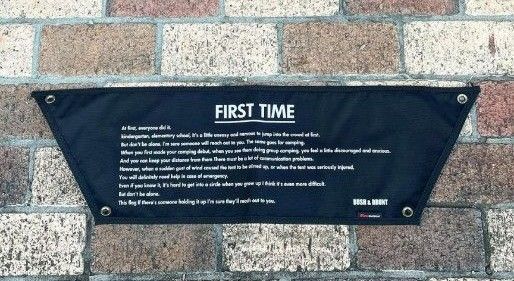 FIRST TIME
At first, everyone did it.
kindergarten, elementary school, it's a little uneasy and nervous to jump into the crowd at first.
But don't be alone. I'm sure someone will reach out to you. The same goes for camping.
When you first made your camping debut, when you see them doing group camping, you feel a little discouraged and anxious.
And you can keep your distance from them There must be a lot of communication problems.
However, when a sudden gust of wind caused the tent to be stirred up, or when the tent was seriously injured,
You will definitely need help in case of emergency.
Even if you know it, it's hard to get into a circle when you grow up I think it's even more difficult.
But don't be alone.
This flag If there's someone holding it up I'm sure they'll reach out to you.
BUSH & BHUNT